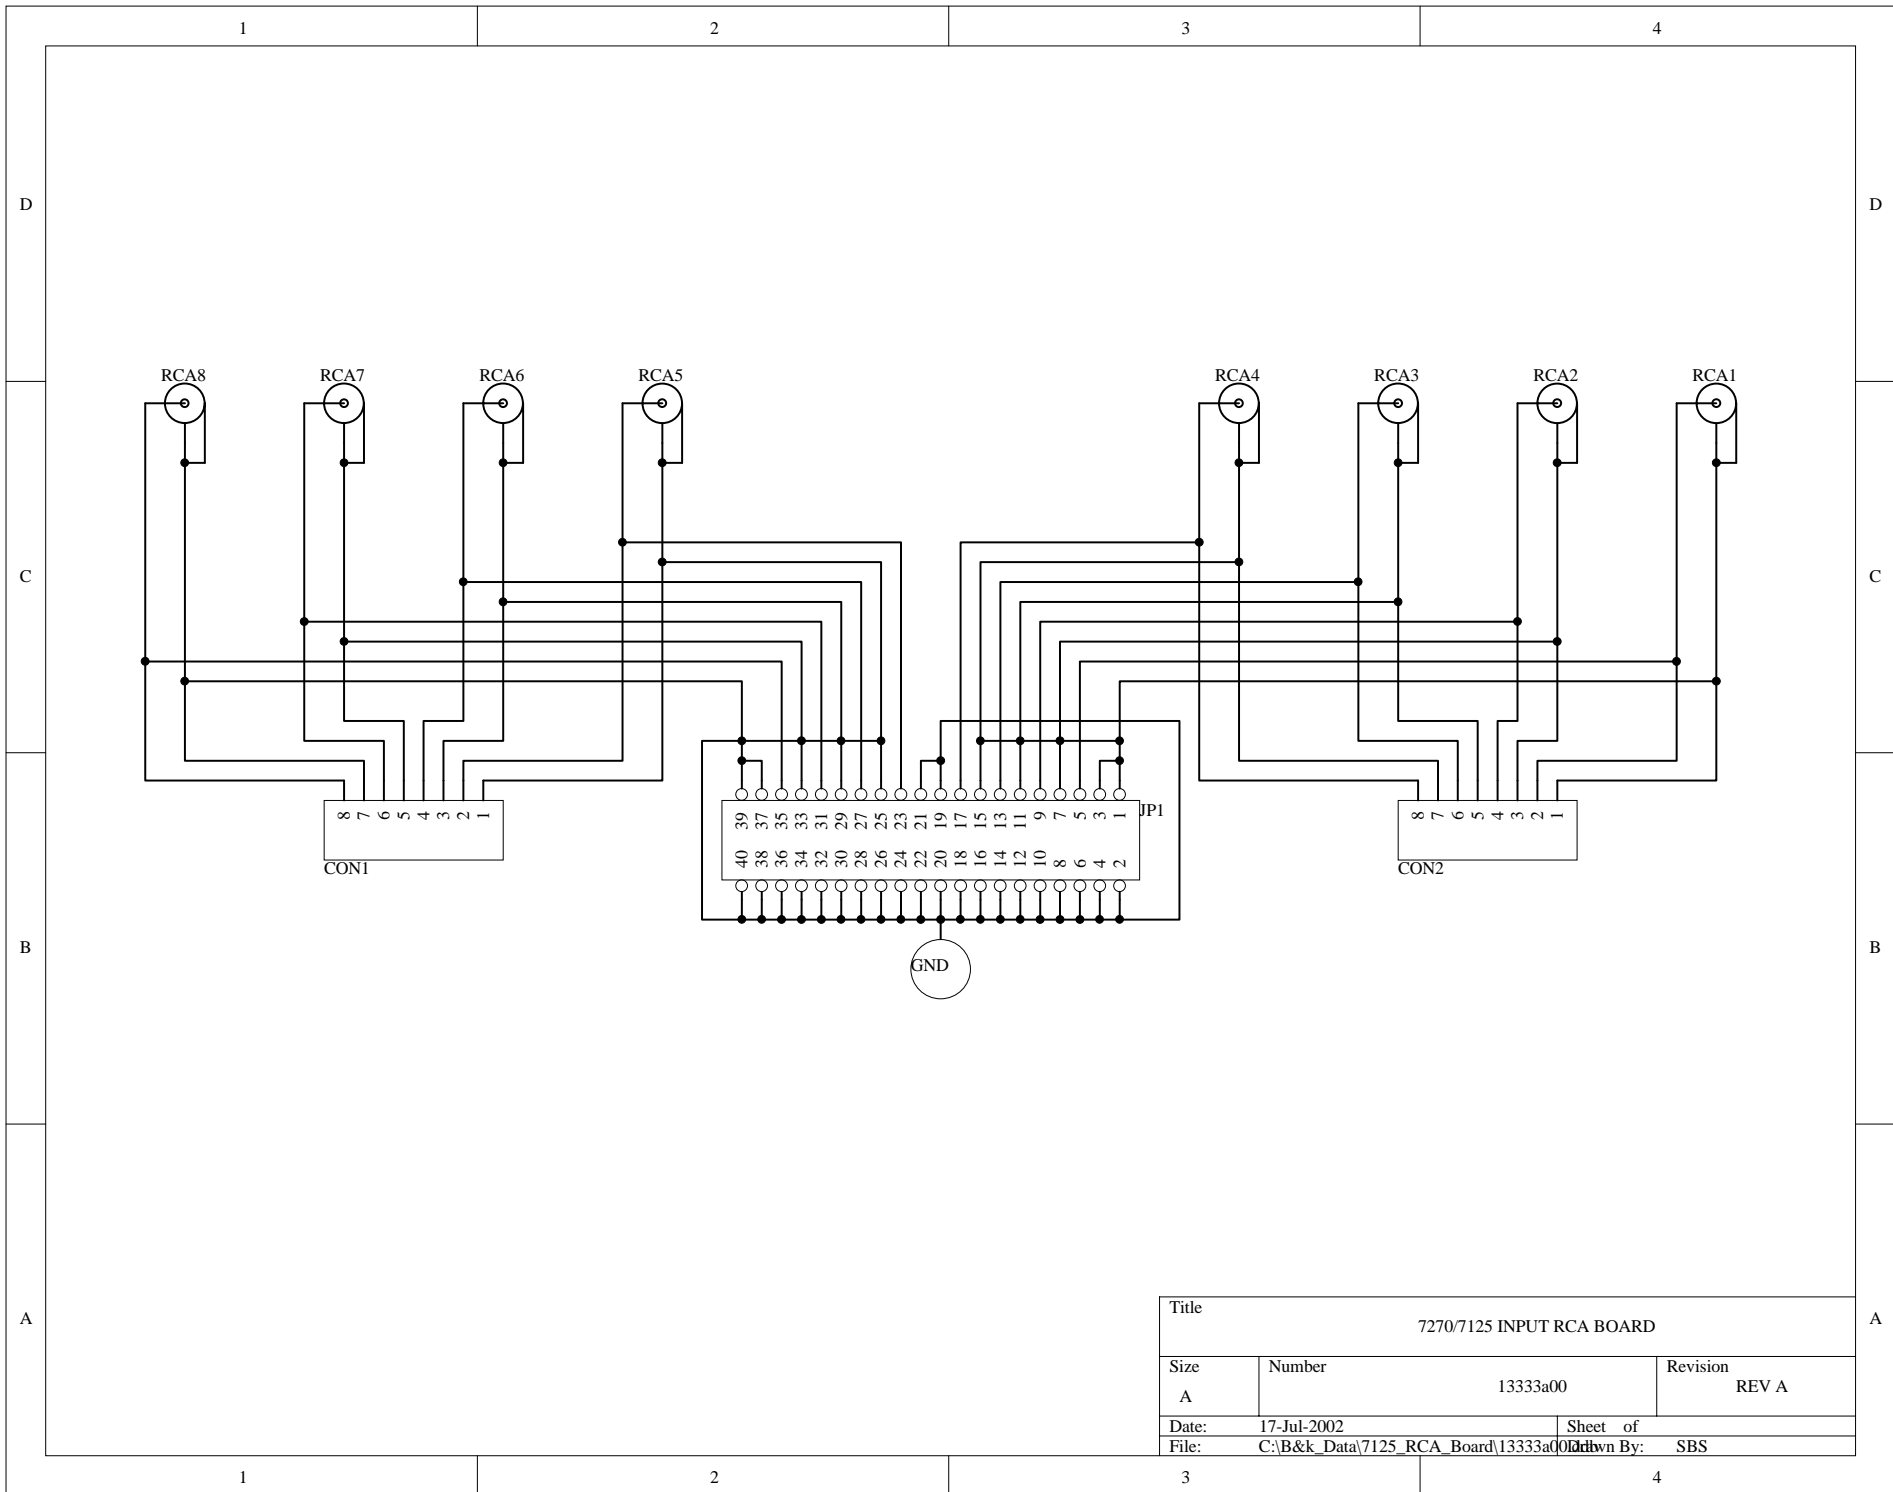 1 2 3 4
D D
RCA8 RCA7 RCA6 RCA5 RCA4 RCA3 RCA2 RCA1
C C
8 7 6 5 4 3 2 1
CON1
39 37 35 33 31 29 27 25 23 21 19 17 15 13 11 9 7 5 3 1
JP1
40 38 36 34 32 30 28 26 24 22 20 18 16 14 12 10 8 6 4 2
8 7 6 5 4 3 2 1
CON2
B B
GND
A A
Title
7270/7125 INPUT RCA BOARD
Size Number Revision
A 13333a00 REV A
Date: 17-Jul-2002 Sheet of
File: C:\B&k_Data\7125_RCA_Board\13333a00.ddb Drawn By: SBS
1 2 3 4